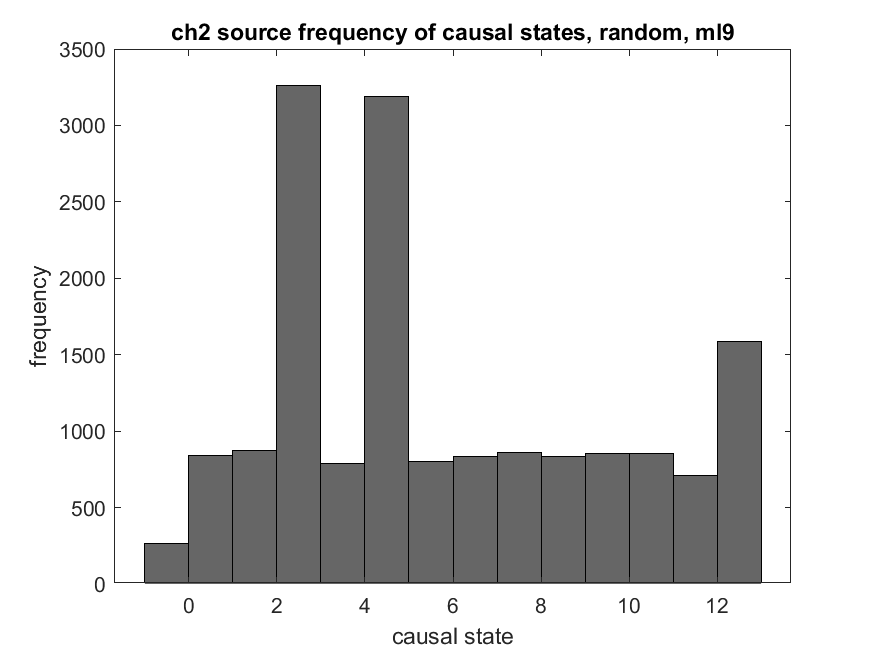 ch2 source frequency of causal states, random, ml9
3500
3000
2500
2000
1500
1000
500
0
frequency
0 2 4 6 8 10 12
causal state